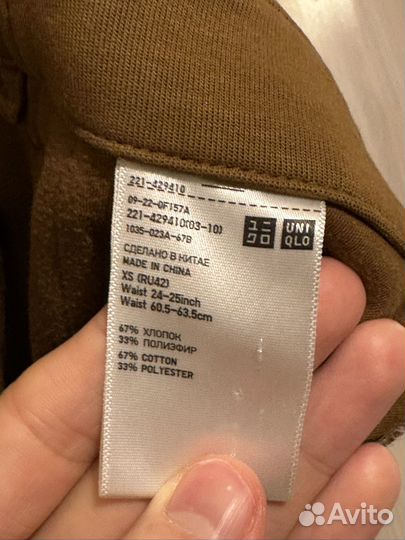 221-429410
09-22-0F157A
221-429410(03-10)
1035-023A-67B
ユニ
クロ
UNI
QLO
СДЕЛАНО В КИТАЕ
MADE IN CHINA
XS (RU42)
Waist 24-25inch
Waist 60.5-63.5cm
67% ХЛОПОК
33% ПОЛИЭФИР
67% COTTON
33% POLYESTER
Avito